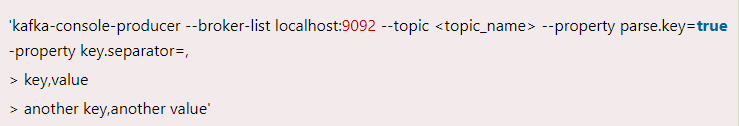 'kafka-console-producer --broker-list localhost:9092 --topic <topic_name> --property parse.key=true
-property key.separator=,
> key,value
> another key,another value'